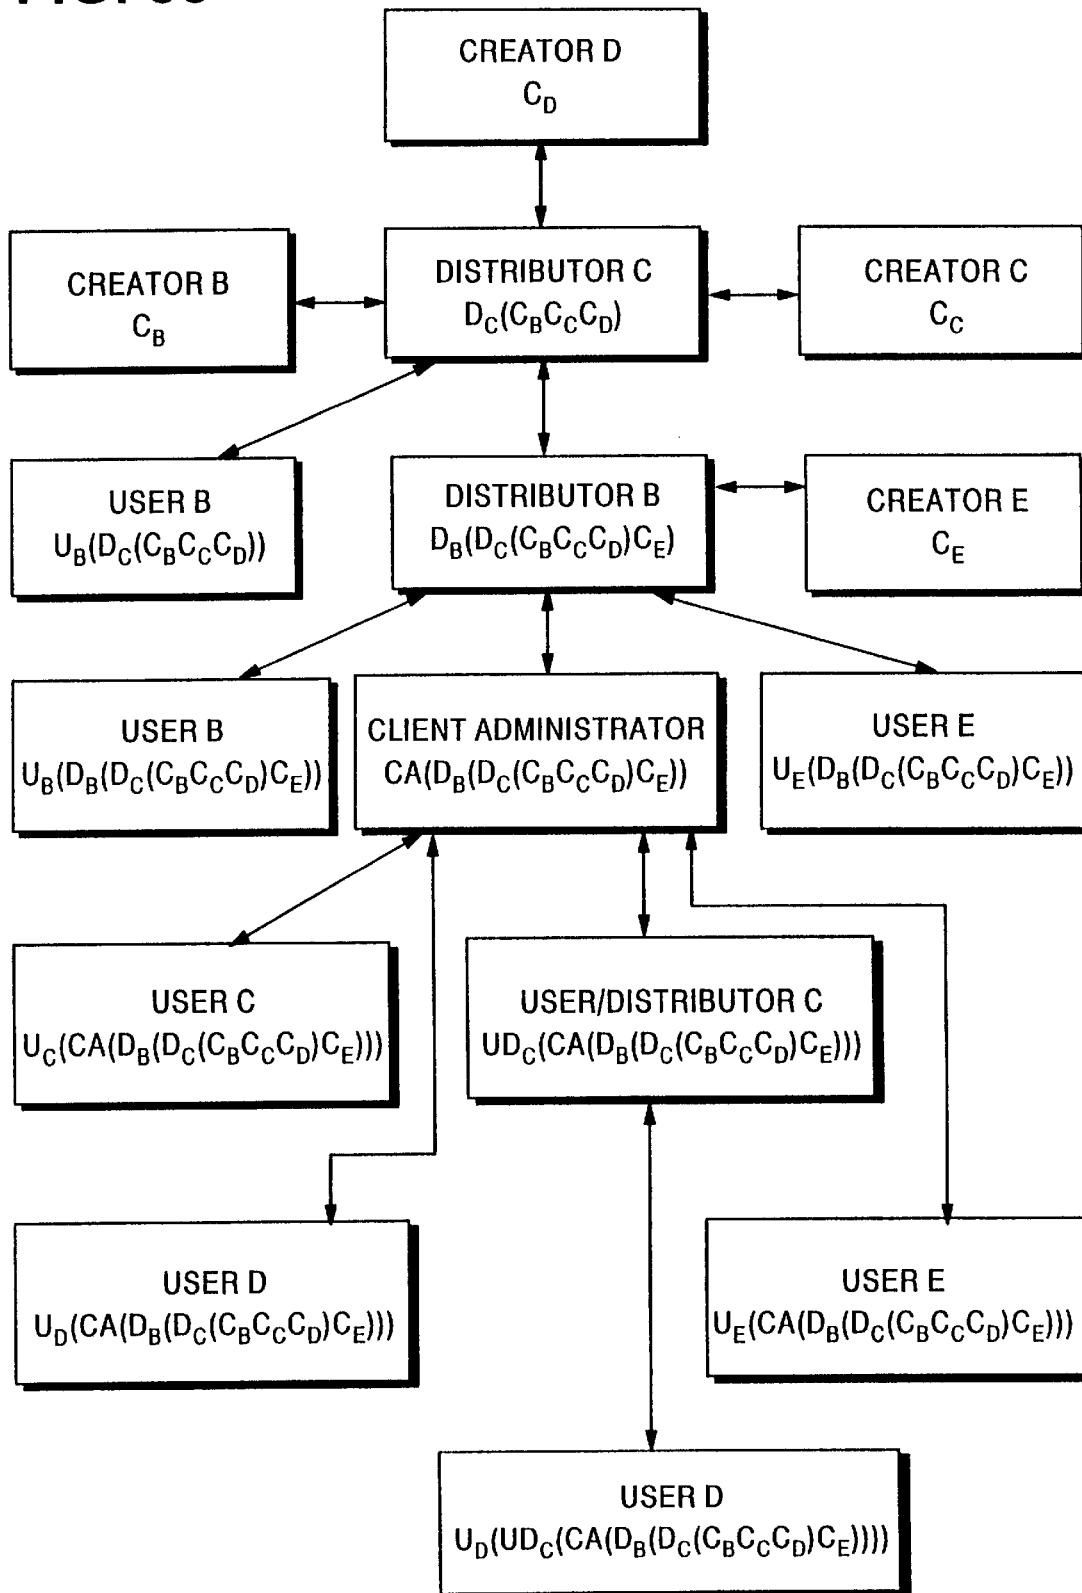 CREATOR D
C_D
CREATOR B
C_B
DISTRIBUTOR C
D_C(C_BC_CC_D)
CREATOR C
C_C
USER B
U_B(D_C(C_BC_CC_D))
DISTRIBUTOR B
D_B(D_C(C_BC_CC_D)C_E)
CREATOR E
C_E
USER B
U_B(D_B(D_C(C_BC_CC_D)C_E))
CLIENT ADMINISTRATOR
CA(D_B(D_C(C_BC_CC_D)C_E))
USER E
U_E(D_B(D_C(C_BC_CC_D)C_E))
USER C
U_C(CA(D_B(D_C(C_BC_CC_D)C_E)))
USER/DISTRIBUTOR C
UD_C(CA(D_B(D_C(C_BC_CC_D)C_E)))
USER D
U_D(CA(D_B(D_C(C_BC_CC_D)C_E)))
USER E
U_E(CA(D_B(D_C(C_BC_CC_D)C_E)))
USER D
U_D(UD_C(CA(D_B(D_C(C_BC_CC_D)C_E))))